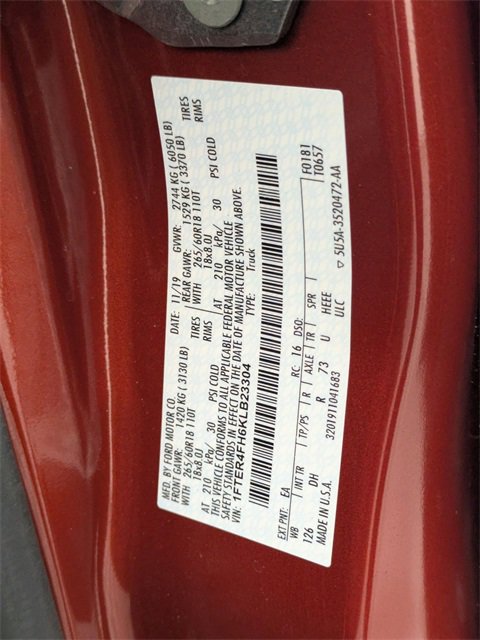 MFD. BY FORD MOTOR CO. DATE: 11/19 GVWR: 2744 KG ( 6050 LB)
FRONT GAWR: 1420 KG ( 3130 LB) REAR GAWR: 1529 KG ( 3370 LB)
WITH 265/60R18 110T TIRES WITH 265/60R18 110T TIRES
18x8.0J RIMS 18x8.0J RIMS
AT 210 kPa/ 30 PSI COLD AT 210 kPa/ 30 PSI COLD
THIS VEHICLE CONFORMS TO ALL APPLICABLE FEDERAL MOTOR VEHICLE
SAFETY STANDARDS IN EFFECT ON THE DATE OF MANUFACTURE SHOWN ABOVE.
VIN: 1FTER4FH6KLB23304 TYPE: Truck
F0181
T0657
EXT PNT: EA RC: 16 DSO:
WB INT TR TP/PS R AXLE TR SPR
126 DH R 73 U HEEE
MADE IN U.S.A. 3201911041683 ULC
▽ 5U5A-3520472-AA